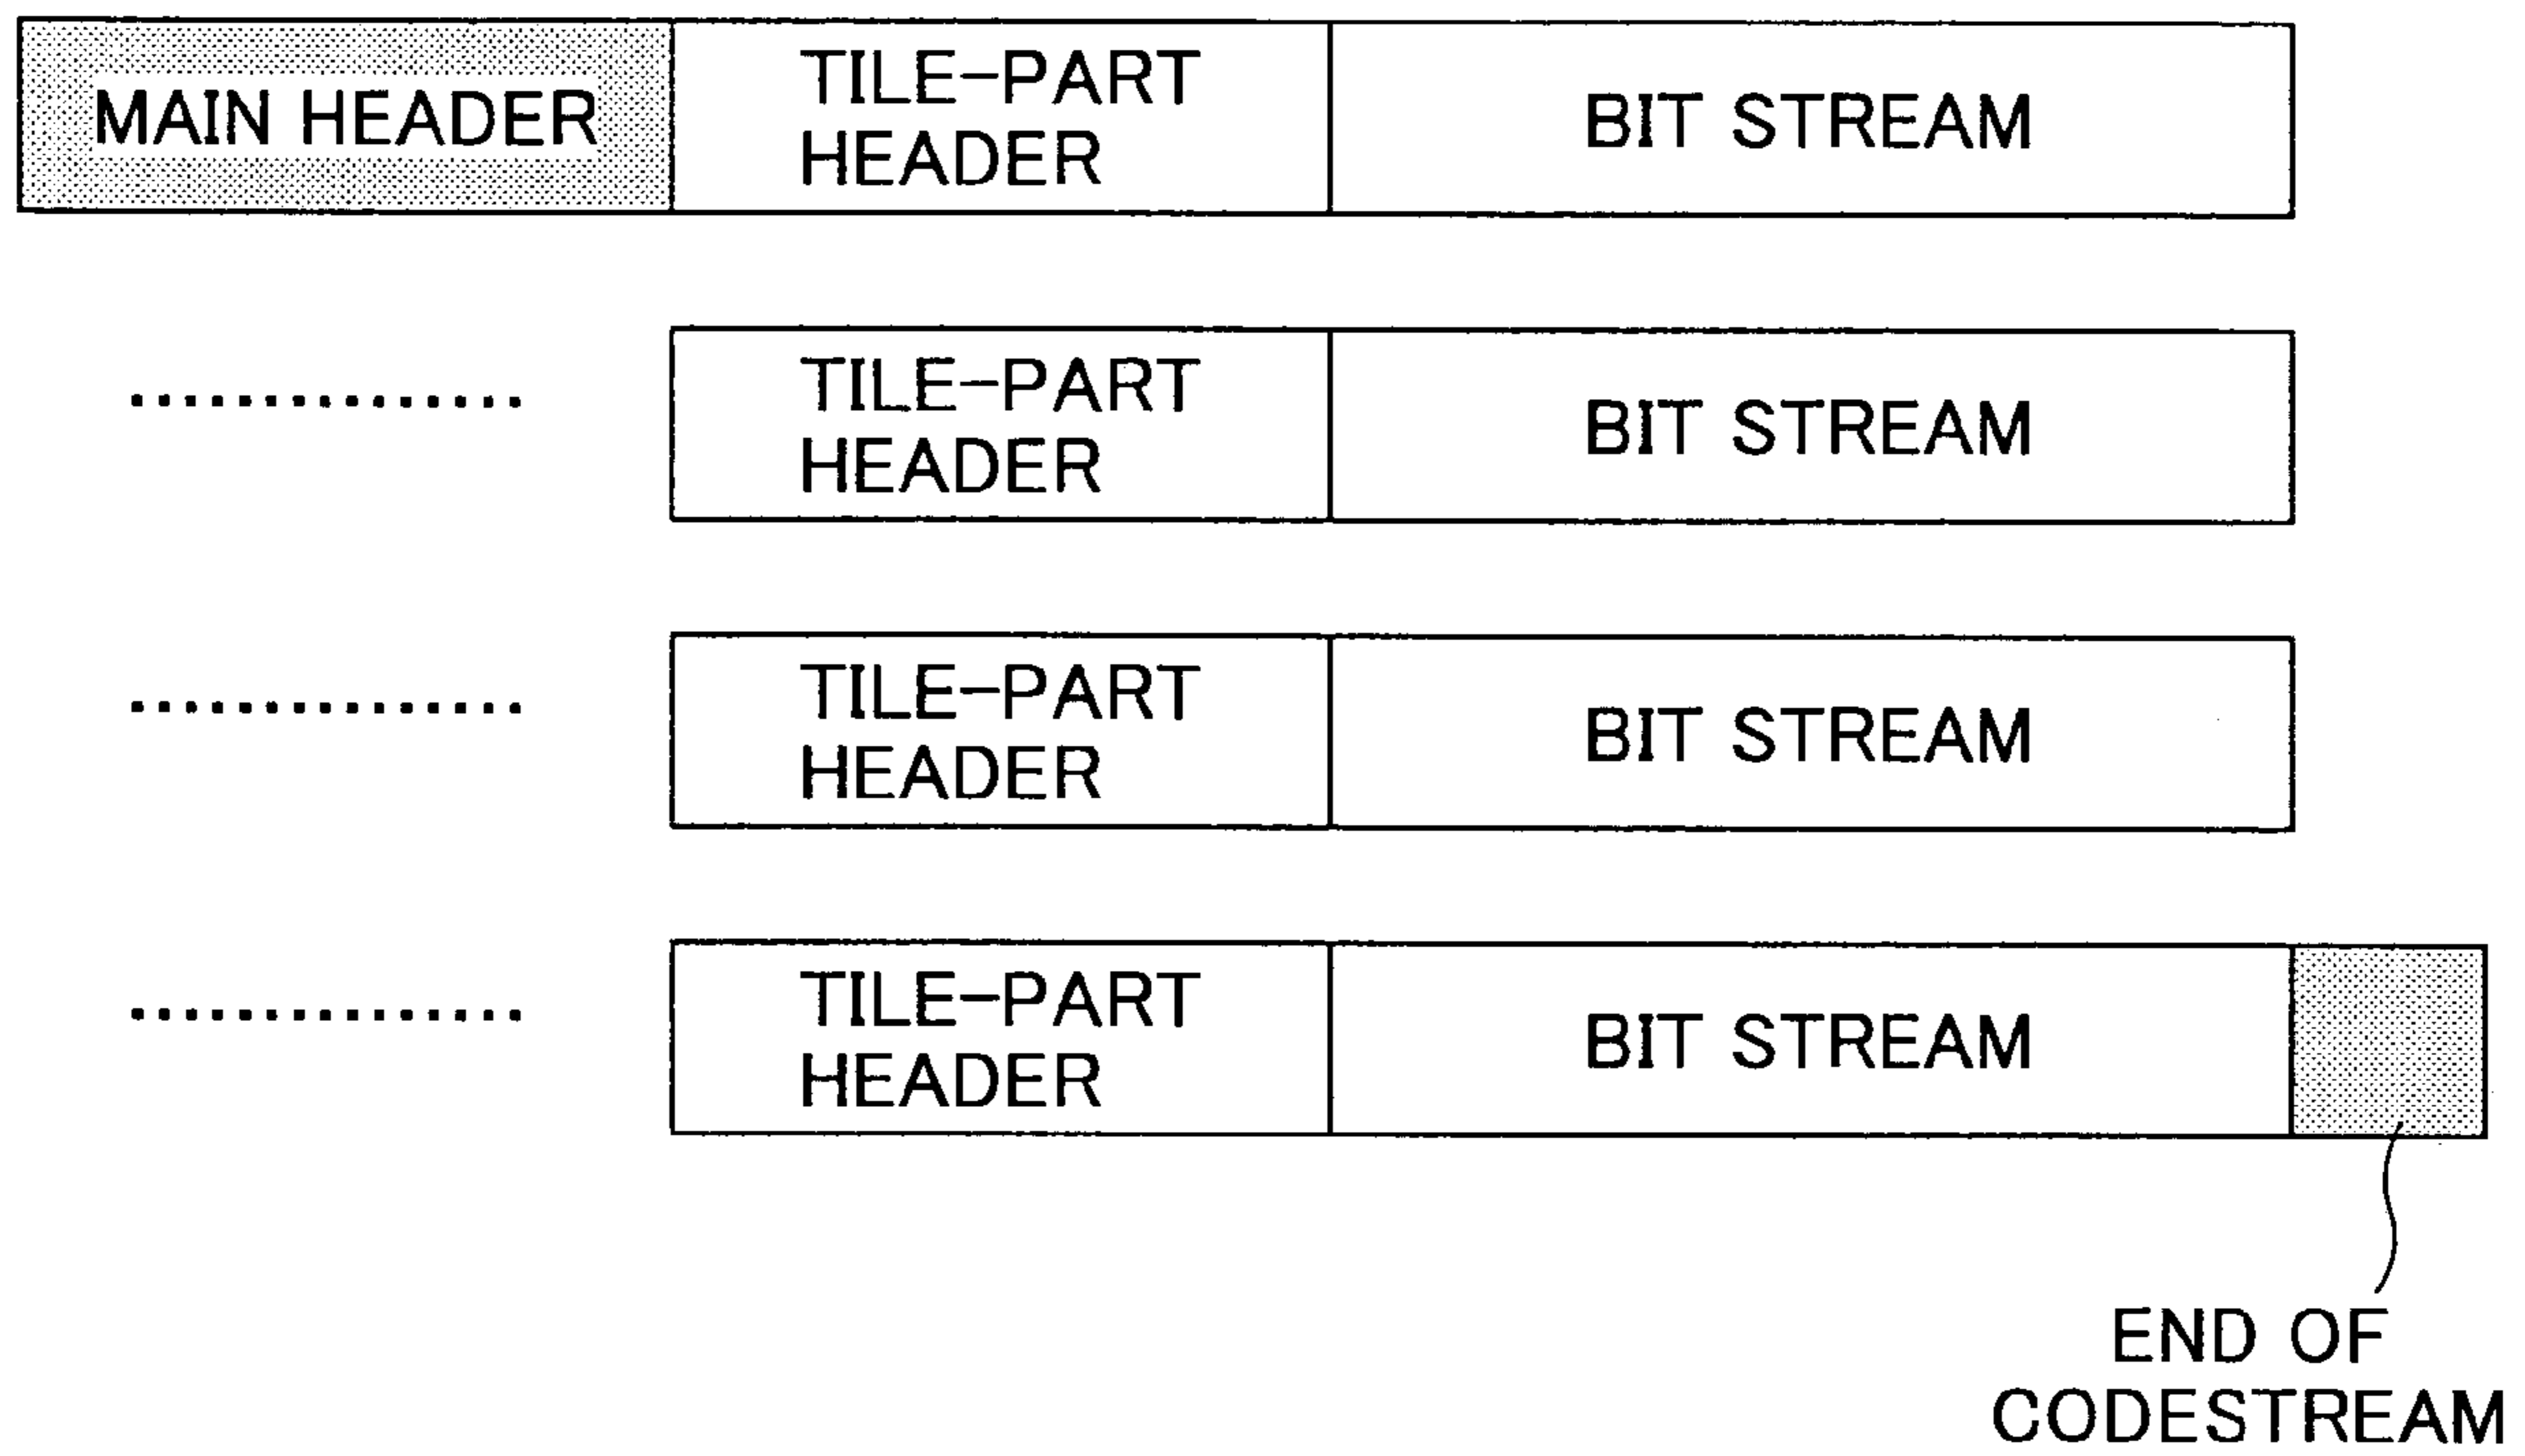 MAIN HEADER
TILE-PART
HEADER
BIT STREAM
TILE-PART
HEADER
BIT STREAM
TILE-PART
HEADER
BIT STREAM
TILE-PART
HEADER
BIT STREAM
END OF
CODESTREAM